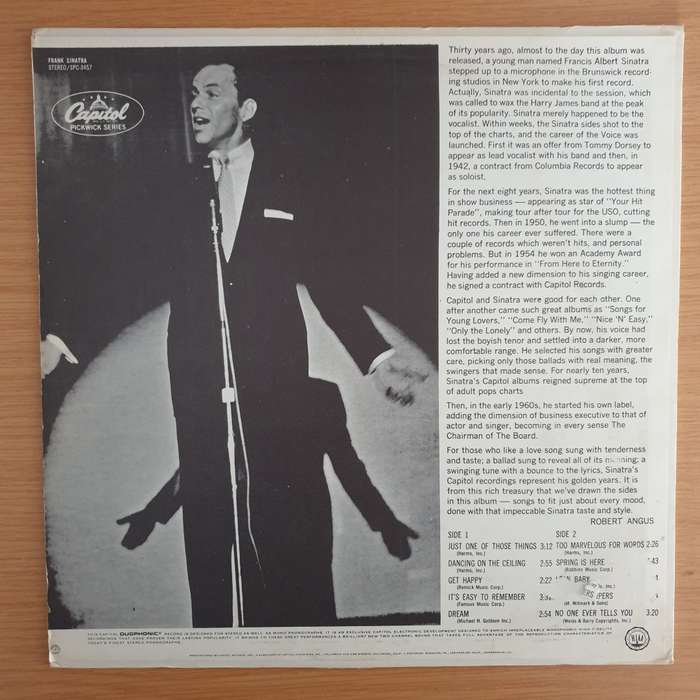 FRANK SINATRA
STEREO/SPC-3457
Capitol
PICKWICK SERIES
Thirty years ago, almost to the day this album was
released, a young man named Francis Albert Sinatra
stepped up to a microphone in the Brunswick record-
ing studios in New York to make his first record.
Actually, Sinatra was incidental to the session, which
was called to wax the Harry James band at the peak
of its popularity. Sinatra merely happened to be the
vocalist. Within weeks, the Sinatra sides shot to the
top of the charts, and the career of the Voice was
launched. First it was an offer from Tommy Dorsey to
appear as lead vocalist with his band and then, in
1942, a contract from Columbia Records to appear
as soloist.
For the next eight years, Sinatra was the hottest thing
in show business — appearing as star of "Your Hit
Parade", making tour after tour for the USO, cutting
hit records. Then in 1950, he went into a slump — the
only one his career ever suffered. There were a
couple of records which weren't hits, and personal
problems. But in 1954 he won an Academy Award
for his performance in "From Here to Eternity."
Having added a new dimension to his singing career,
he signed a contract with Capitol Records.
Capitol and Sinatra were good for each other. One
after another came such great albums as "Songs for
Young Lovers," "Come Fly With Me," "Nice 'N' Easy,"
"Only the Lonely" and others. By now, his voice had
lost the boyish tenor and settled into a darker, more
comfortable range. He selected his songs with greater
care, picking only those ballads with real meaning, the
swingers that made sense. For nearly ten years,
Sinatra's Capitol albums reigned supreme at the top
of adult pops charts
Then, in the early 1960s, he started his own label,
adding the dimension of business executive to that of
actor and singer, becoming in every sense The
Chairman of The Board.
For those who like a love song sung with tenderness
and taste; a ballad sung to reveal all of its meaning; a
swinging tune with a bounce to the lyrics, Sinatra's
Capitol recordings represent his golden years. It is
from this rich treasury that we've drawn the sides
in this album — songs to fit just about every mood,
done with that impeccable Sinatra taste and style.
ROBERT ANGUS
SIDE 1
JUST ONE OF THOSE THINGS 3:12
(Harms, Inc.)
DANCING ON THE CEILING 2:55
(Harms, Inc.)
GET HAPPY 2:22
(Remick Music Corp.)
IT'S EASY TO REMEMBER
(Famous Music Corp.)
DREAM 2:54
(Michael H. Goldsen Inc.)
SIDE 2
TOO MARVELOUS FOR WORDS 2:26
(Harms, Inc.)
SPRING IS HERE :43
(Robbins Music Corp.)
BABY
(M. Witmark & Sons)
NO ONE EVER TELLS YOU 3:20
(Weiss & Barry Copyrights, Inc.)
THIS CAPITOL DUOPHONIC RECORD IS DESIGNED FOR STEREO AS WELL AS MONO PHONOGRAPHS.